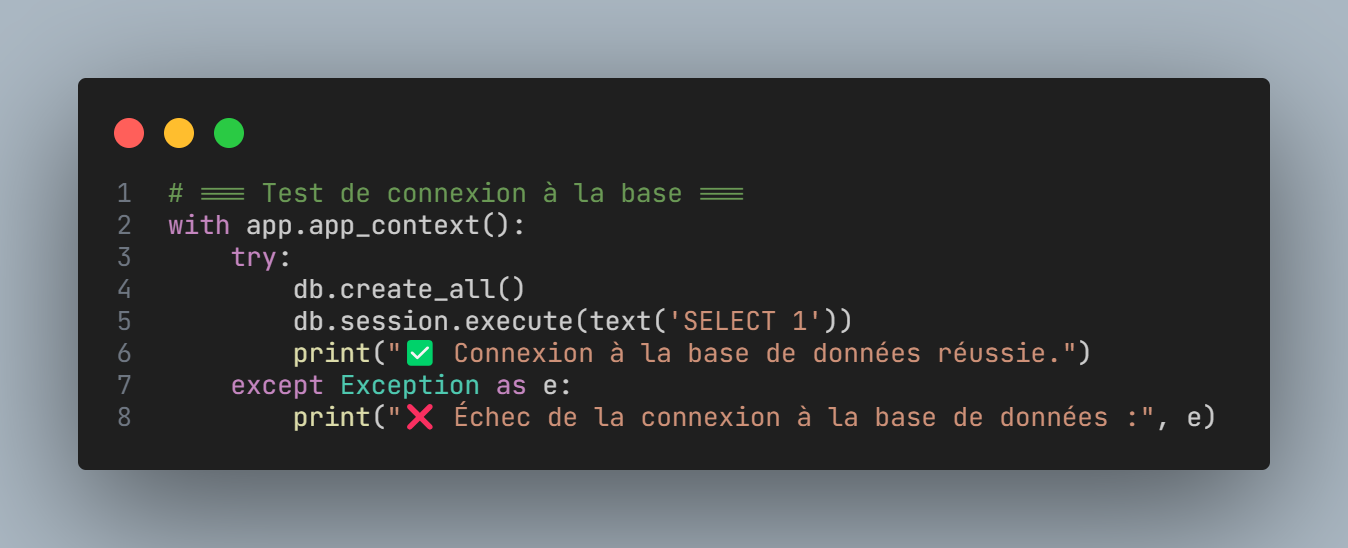 1 # === Test de connexion à la base ===
2 with app.app_context():
3     try:
4         db.create_all()
5         db.session.execute(text('SELECT 1'))
6         print("✅ Connexion à la base de données réussie.")
7     except Exception as e:
8         print("❌ Échec de la connexion à la base de données :", e)